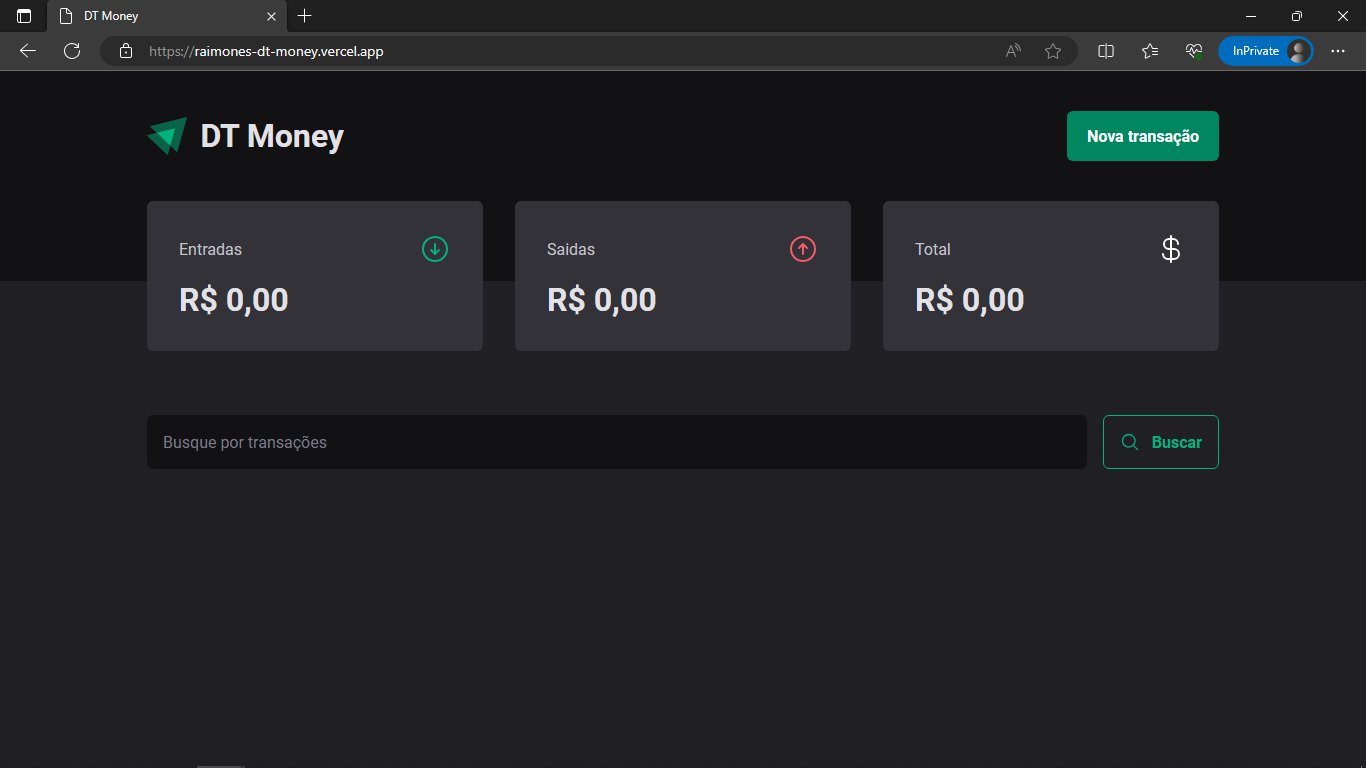 DT Money
https://raimones-dt-money.vercel.app
InPrivate
DT Money
Nova transação
Entradas
R$ 0,00
Saidas
R$ 0,00
Total
$
R$ 0,00
Busque por transações
Buscar